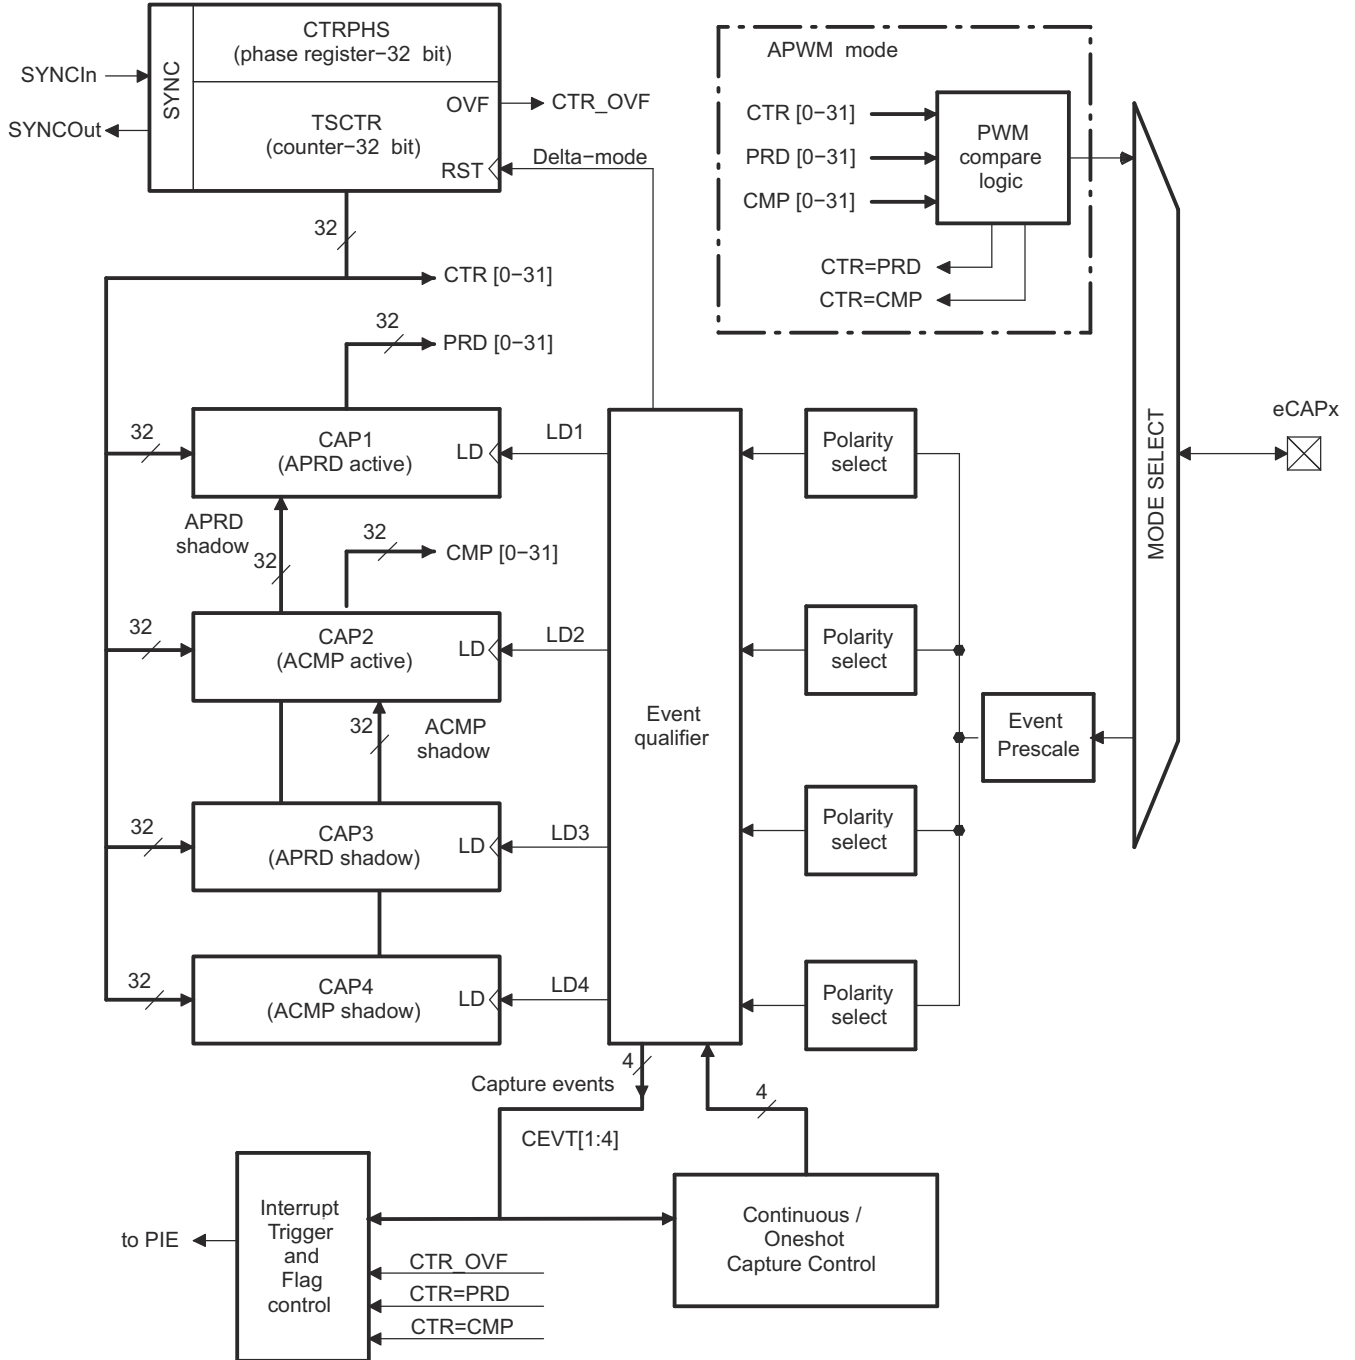 CTRPHS
(phase register−32 bit)
SYNC
SYNCIn
SYNCOut
OVF
CTR_OVF
TSCTR
(counter−32 bit)
RST
Delta−mode
APWM mode
CTR [0−31]
PRD [0−31]
CMP [0−31]
PWM
compare
logic
CTR=PRD
CTR=CMP
32
CTR [0−31]
32
PRD [0−31]
32
CAP1
(APRD active)
LD
LD1
Polarity
select
MODE SELECT
eCAPx
APRD
shadow
32
32
CMP [0−31]
32
CAP2
(ACMP active)
LD
LD2
Polarity
select
32
ACMP
shadow
Event
qualifier
Event
Prescale
32
CAP3
(APRD shadow)
LD
LD3
Polarity
select
32
CAP4
(ACMP shadow)
LD
LD4
Polarity
select
4
Capture events
4
CEVT[1:4]
Interrupt
Trigger
and
Flag
control
to PIE
Continuous /
Oneshot
Capture Control
CTR_OVF
CTR=PRD
CTR=CMP